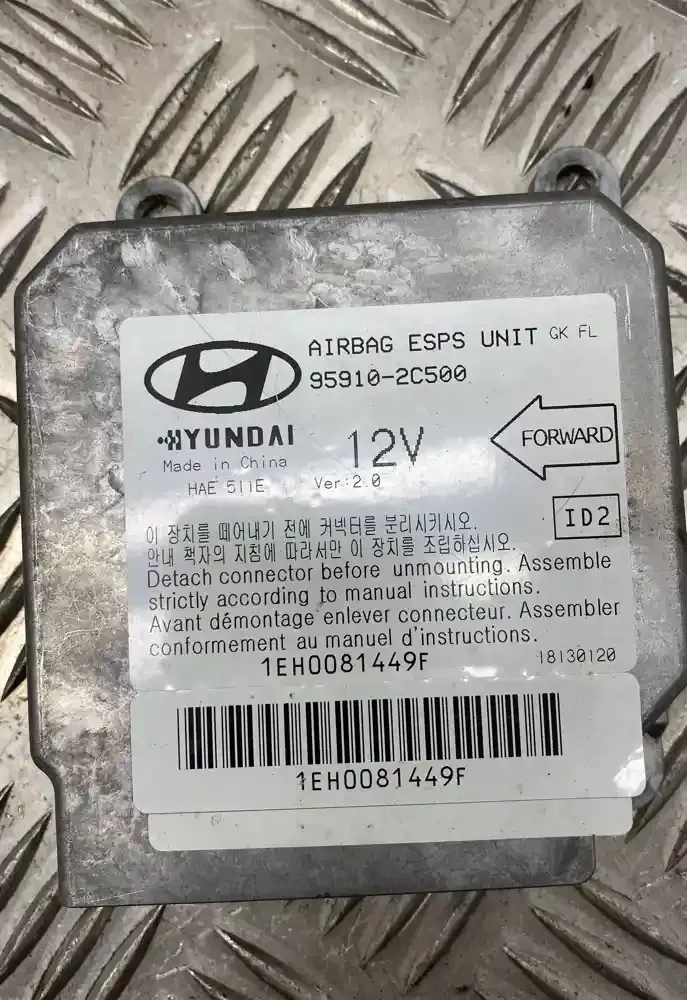 AIRBAG ESPS UNIT GK FL
95910-2C500
HYUNDAI
12V
FORWARD
Made in China
HAE 511E Ver:2.0
ID2
이 장치를 떼어내기 전에 커넥터를 분리시키시오.
안내 책자의 지침에 따라서만 이 장치를 조립하십시오.
Detach connector before unmounting. Assemble
strictly according to manual instructions.
Avant démontage enlever connecteur. Assembler
conformement au manuel d'instructions.
1EH0081449F 18130120
1EH0081449F